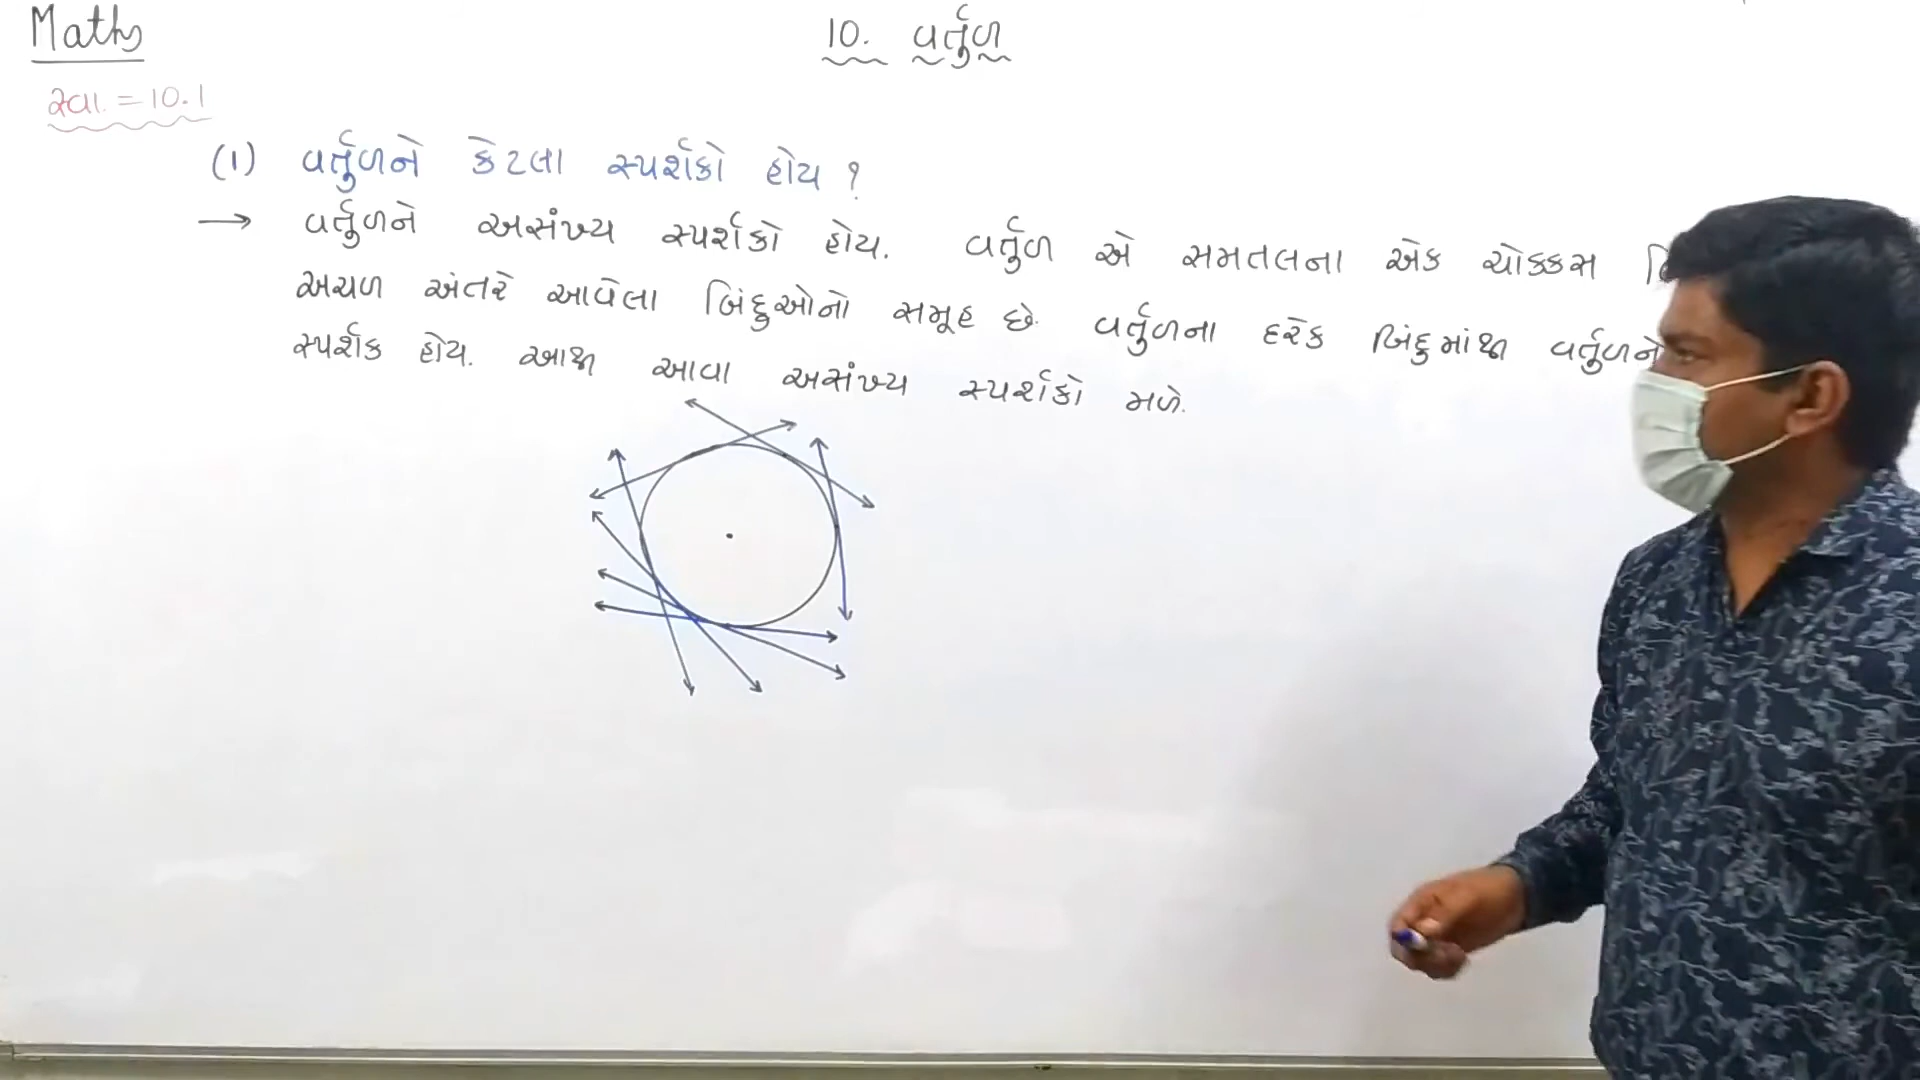 Maths
10. વર્તુળ
સ્વા. = 10.1
(1) વર્તુળને કેટલા સ્પર્શકો હોય ?
→ વર્તુળને અસંખ્ય સ્પર્શકો હોય. વર્તુળ એ સમતલના એક ચોક્કસ
અચળ અંતરે આવેલા બિંદુઓનો સમૂહ છે. વર્તુળના દરેક બિંદુમાંથી વર્તુળને
સ્પર્શક હોય. આથી આવા અસંખ્ય સ્પર્શકો મળે.